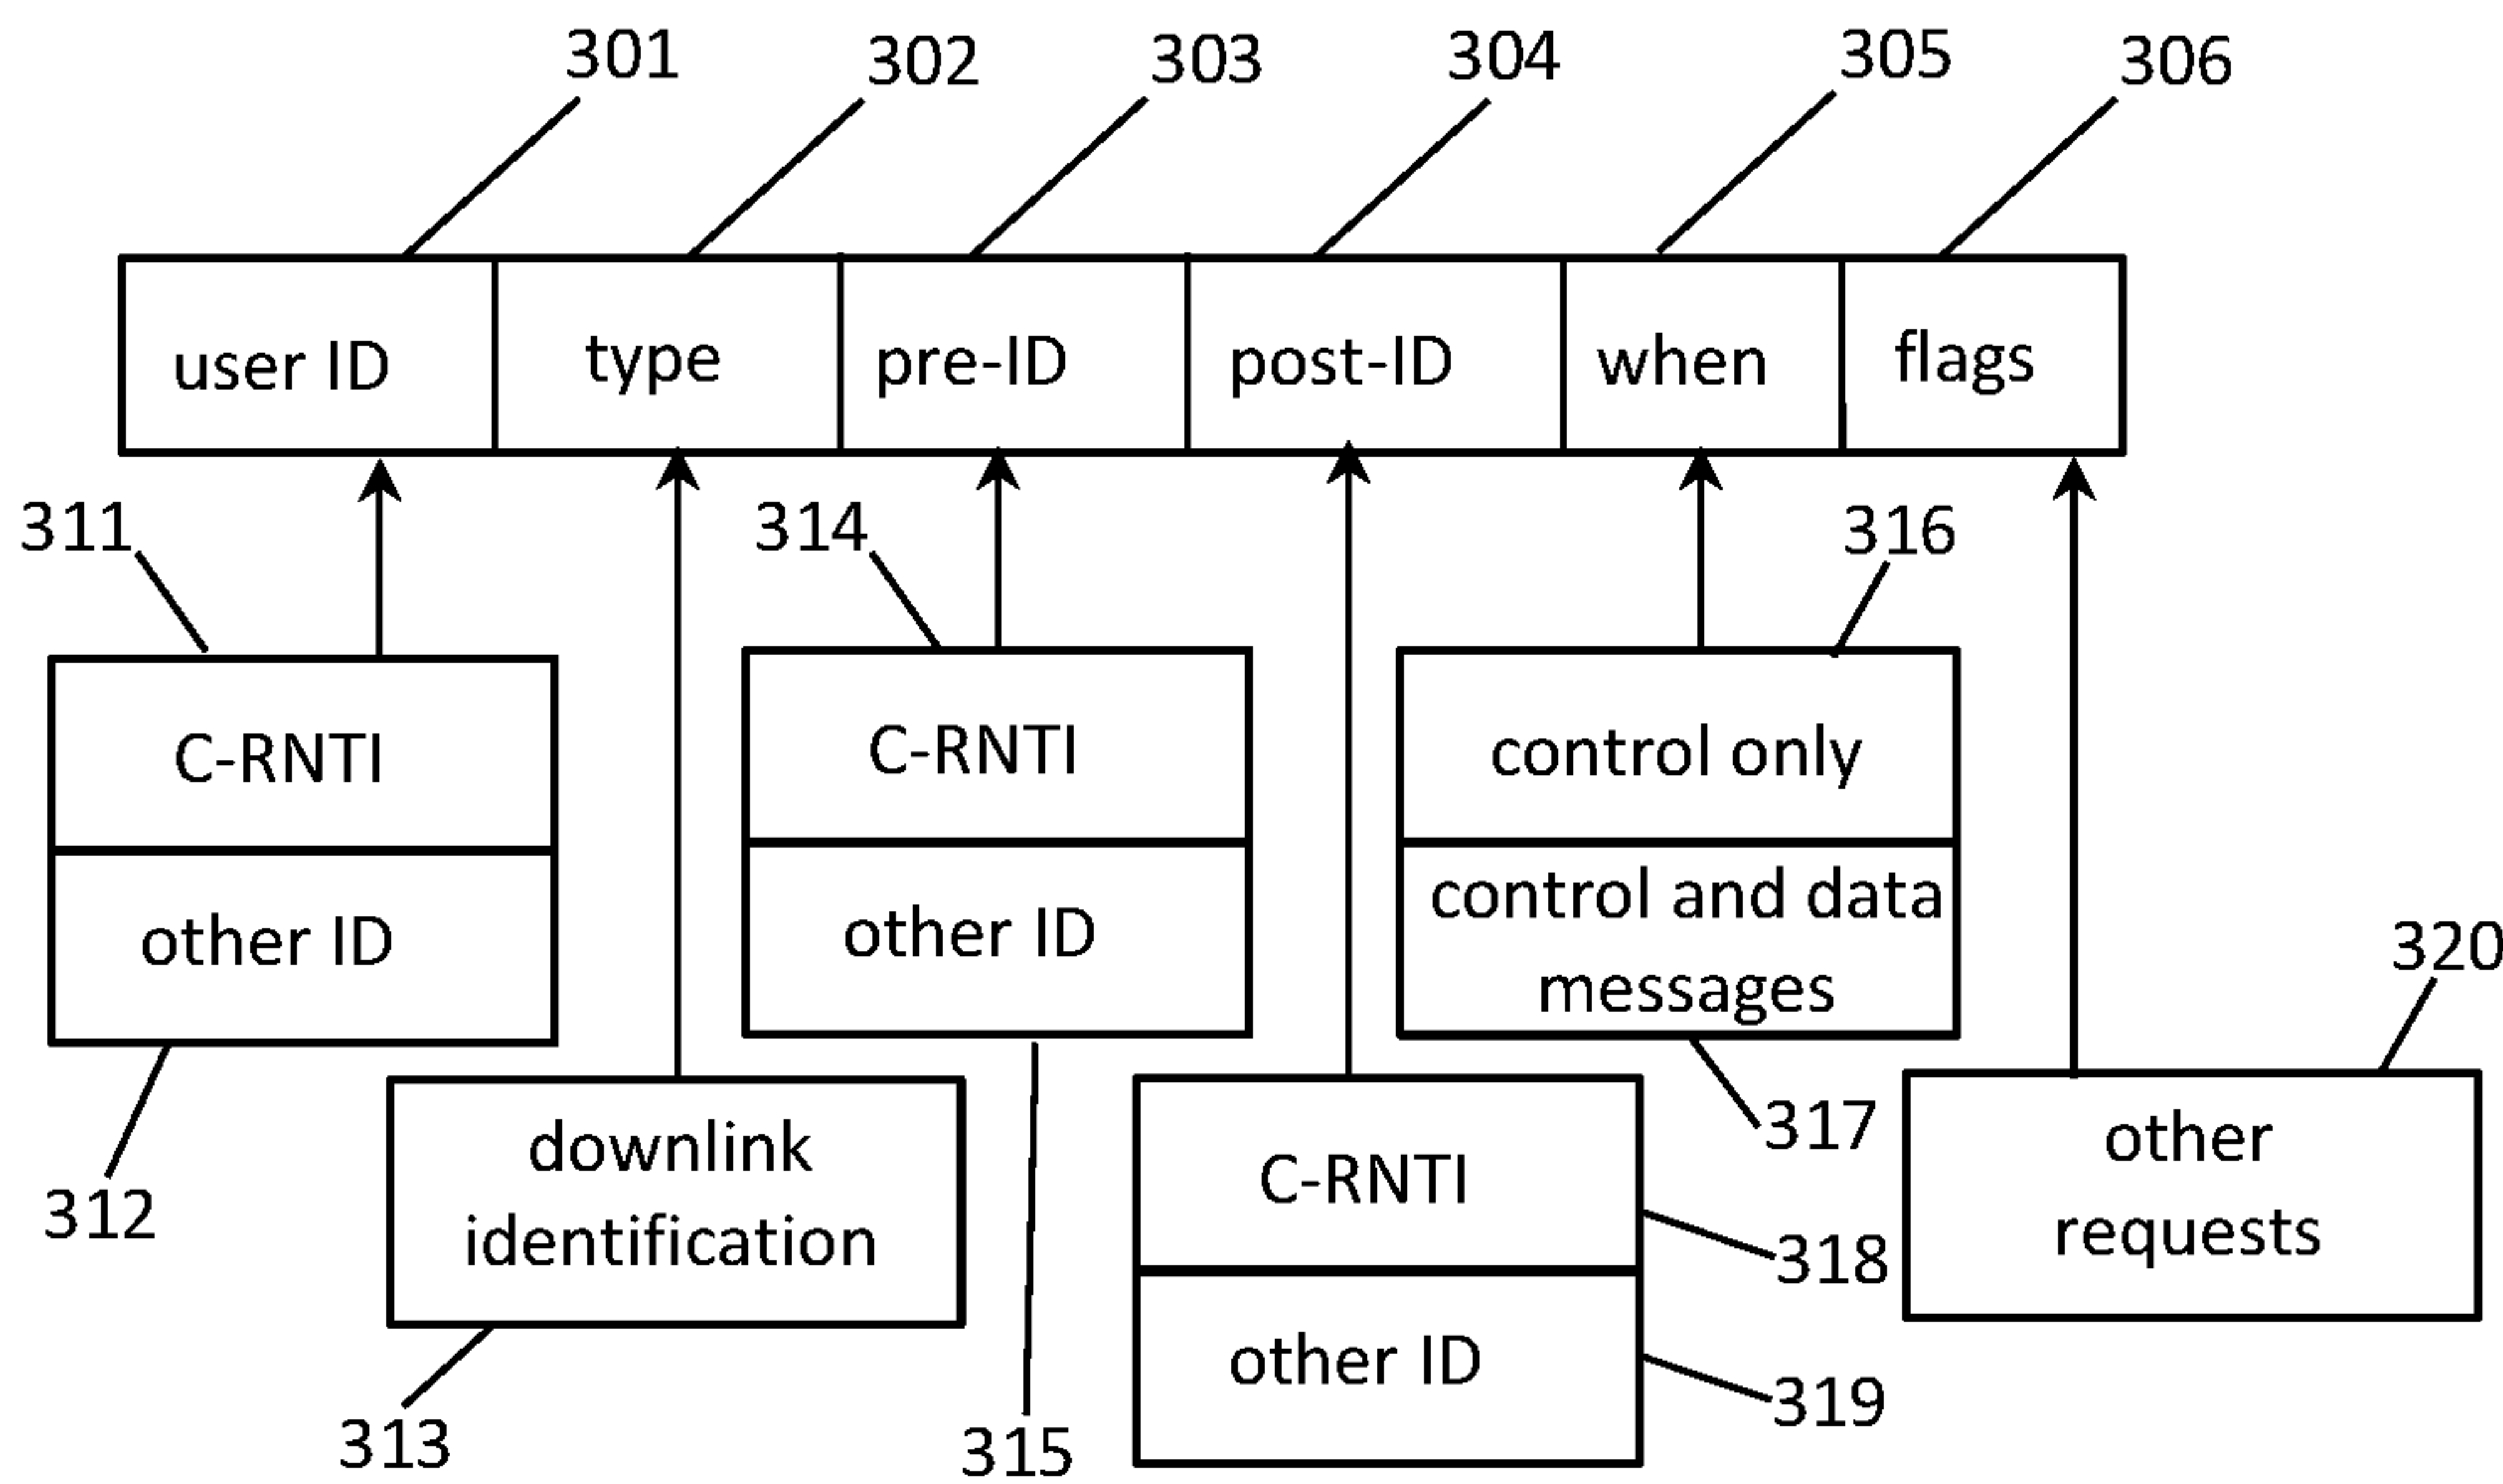 301
302
303
304
305
306
user ID
type
pre-ID
post-ID
when
flags
311
314
316
C-RNTI
other ID
C-RNTI
other ID
control only
control and data
messages
320
312
downlink
identification
313
315
C-RNTI
other ID
317
318
319
other
requests